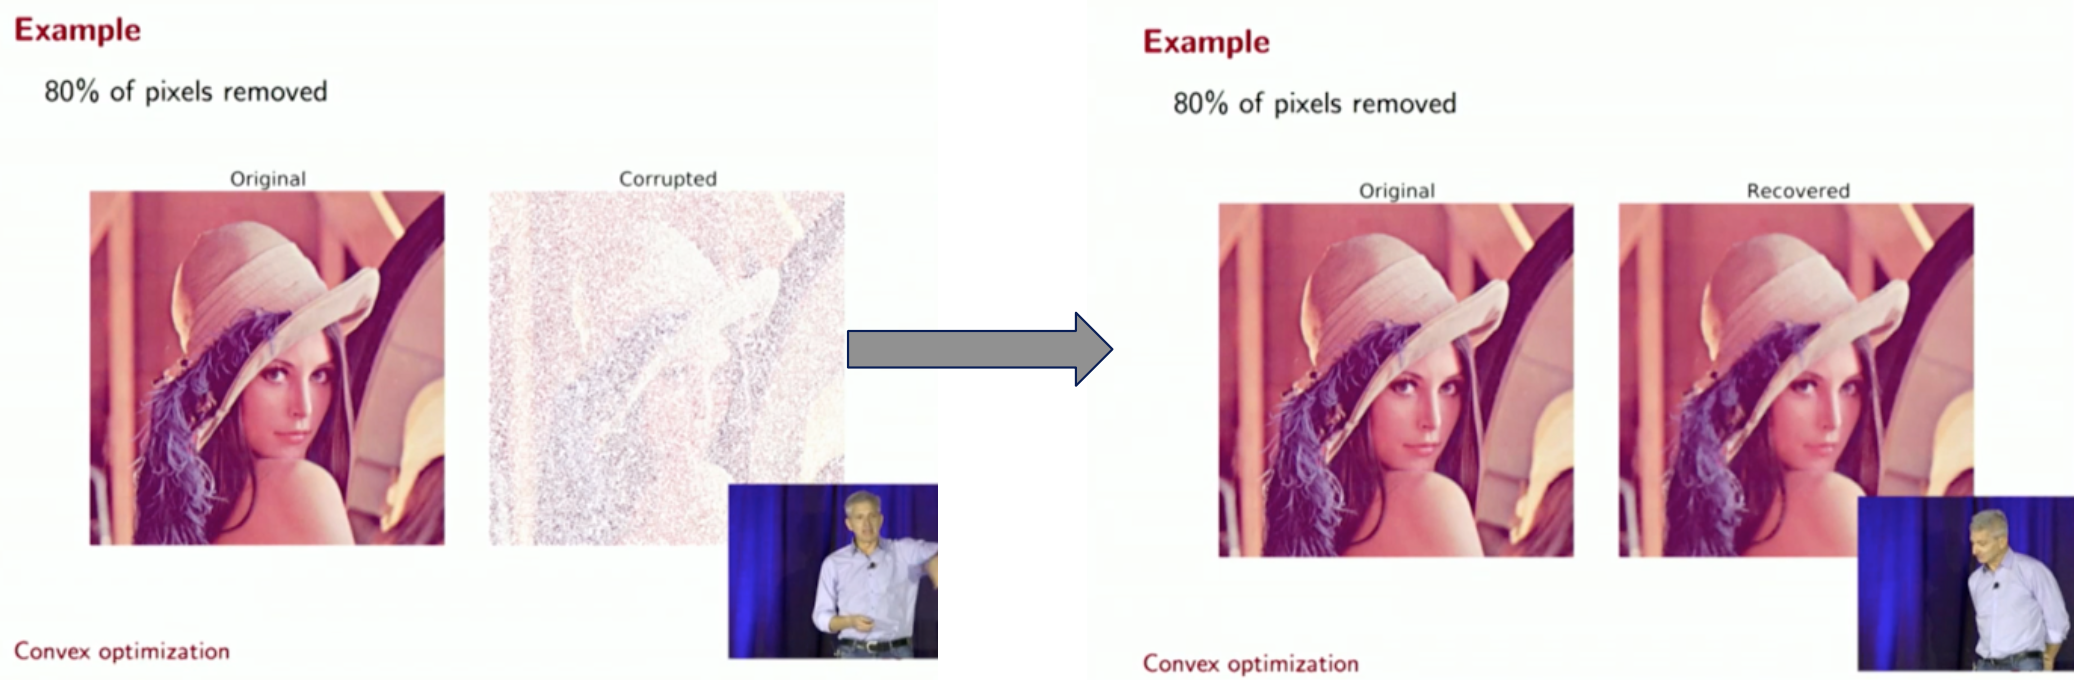 Example
80% of pixels removed
Original
Corrupted
Convex optimization
Example
80% of pixels removed
Original
Recovered
Convex optimization